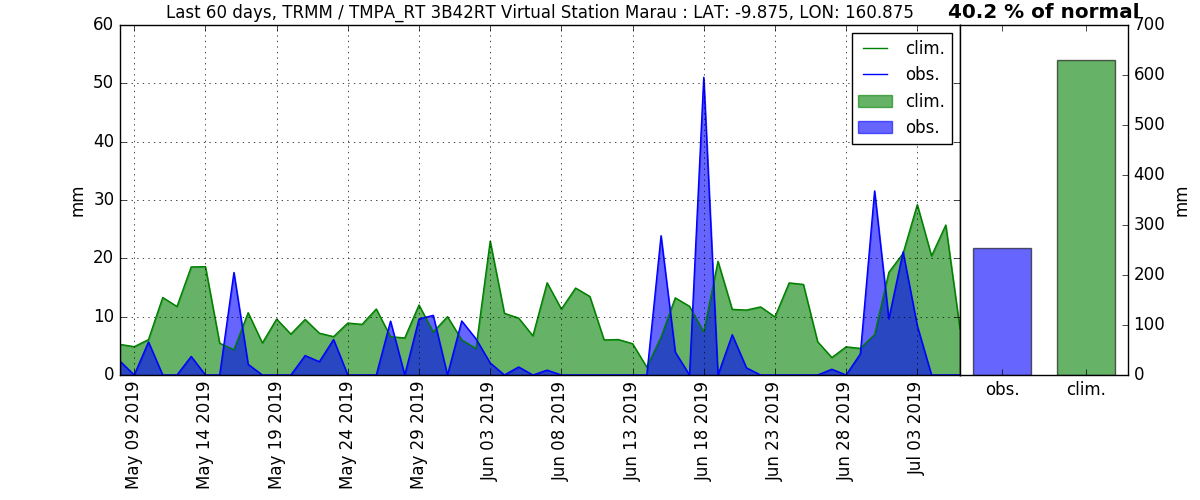 Last 60 days, TRMM / TMPA_RT 3B42RT Virtual Station Marau : LAT: -9.875, LON: 160.875
40.2 % of normal
60
50
40
30
20
10
0
mm
clim.
obs.
clim.
obs.
700
600
500
400
300
200
100
0
mm
obs.
clim.
May 09 2019
May 14 2019
May 19 2019
May 24 2019
May 29 2019
Jun 03 2019
Jun 08 2019
Jun 13 2019
Jun 18 2019
Jun 23 2019
Jun 28 2019
Jul 03 2019